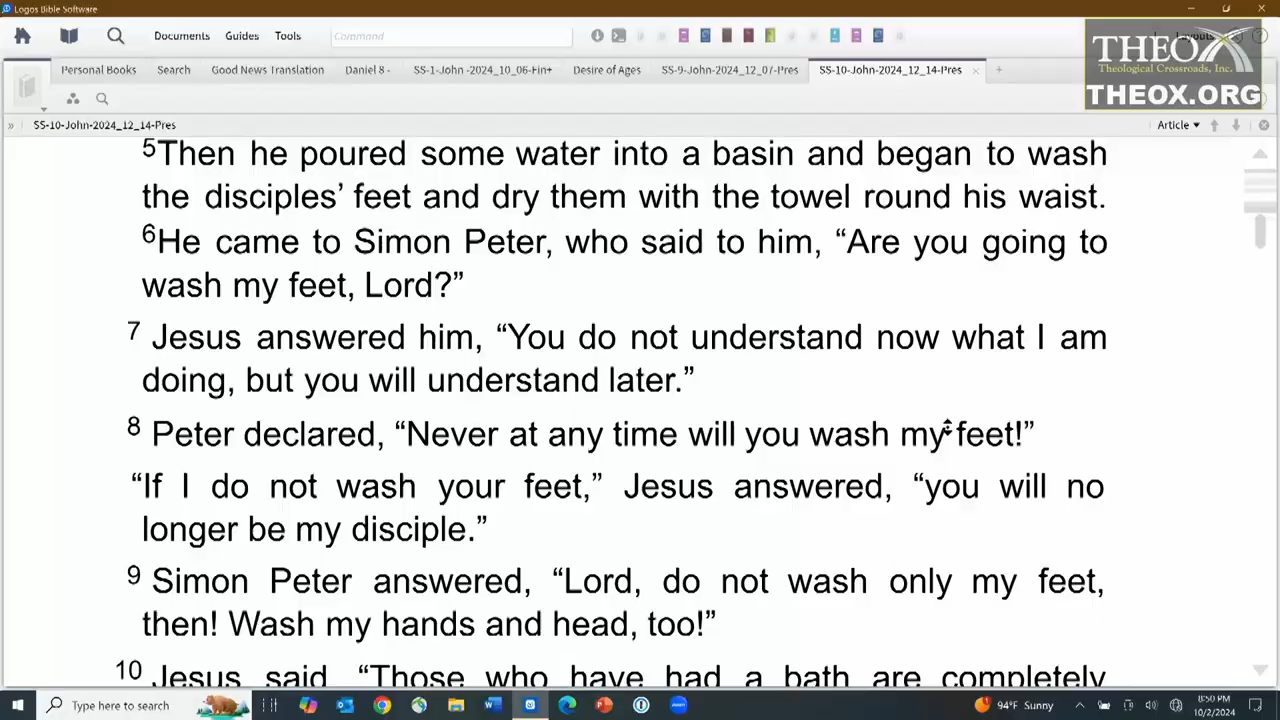 Logos Bible Software
Documents Guides Tools Command
THEOX
Theological Crossroads, Inc.
THEOX.ORG
Personal Books Search Good News Translation Daniel 8 - Desire of Ages SS-9-John-2024_12_07-Pres SS-10-John-2024_12_14-Pres
SS-10-John-2024_12_14-Pres Article
5Then he poured some water into a basin and began to wash
the disciples’ feet and dry them with the towel round his waist.
6He came to Simon Peter, who said to him, “Are you going to
wash my feet, Lord?”
7 Jesus answered him, “You do not understand now what I am
doing, but you will understand later.”
8 Peter declared, “Never at any time will you wash my feet!”
“If I do not wash your feet,” Jesus answered, “you will no
longer be my disciple.”
9 Simon Peter answered, “Lord, do not wash only my feet,
then! Wash my hands and head, too!”
10 Jesus said, “Those who have had a bath are completely
Type here to search 94°F Sunny 8:50 PM
10/2/2024